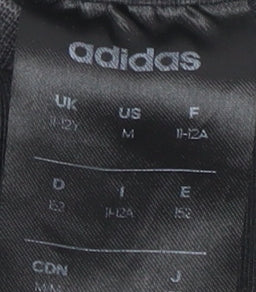 adidas
UK US F
11-12Y M 11-12A
D I E
152 11-12A 152
CDN J
M/M